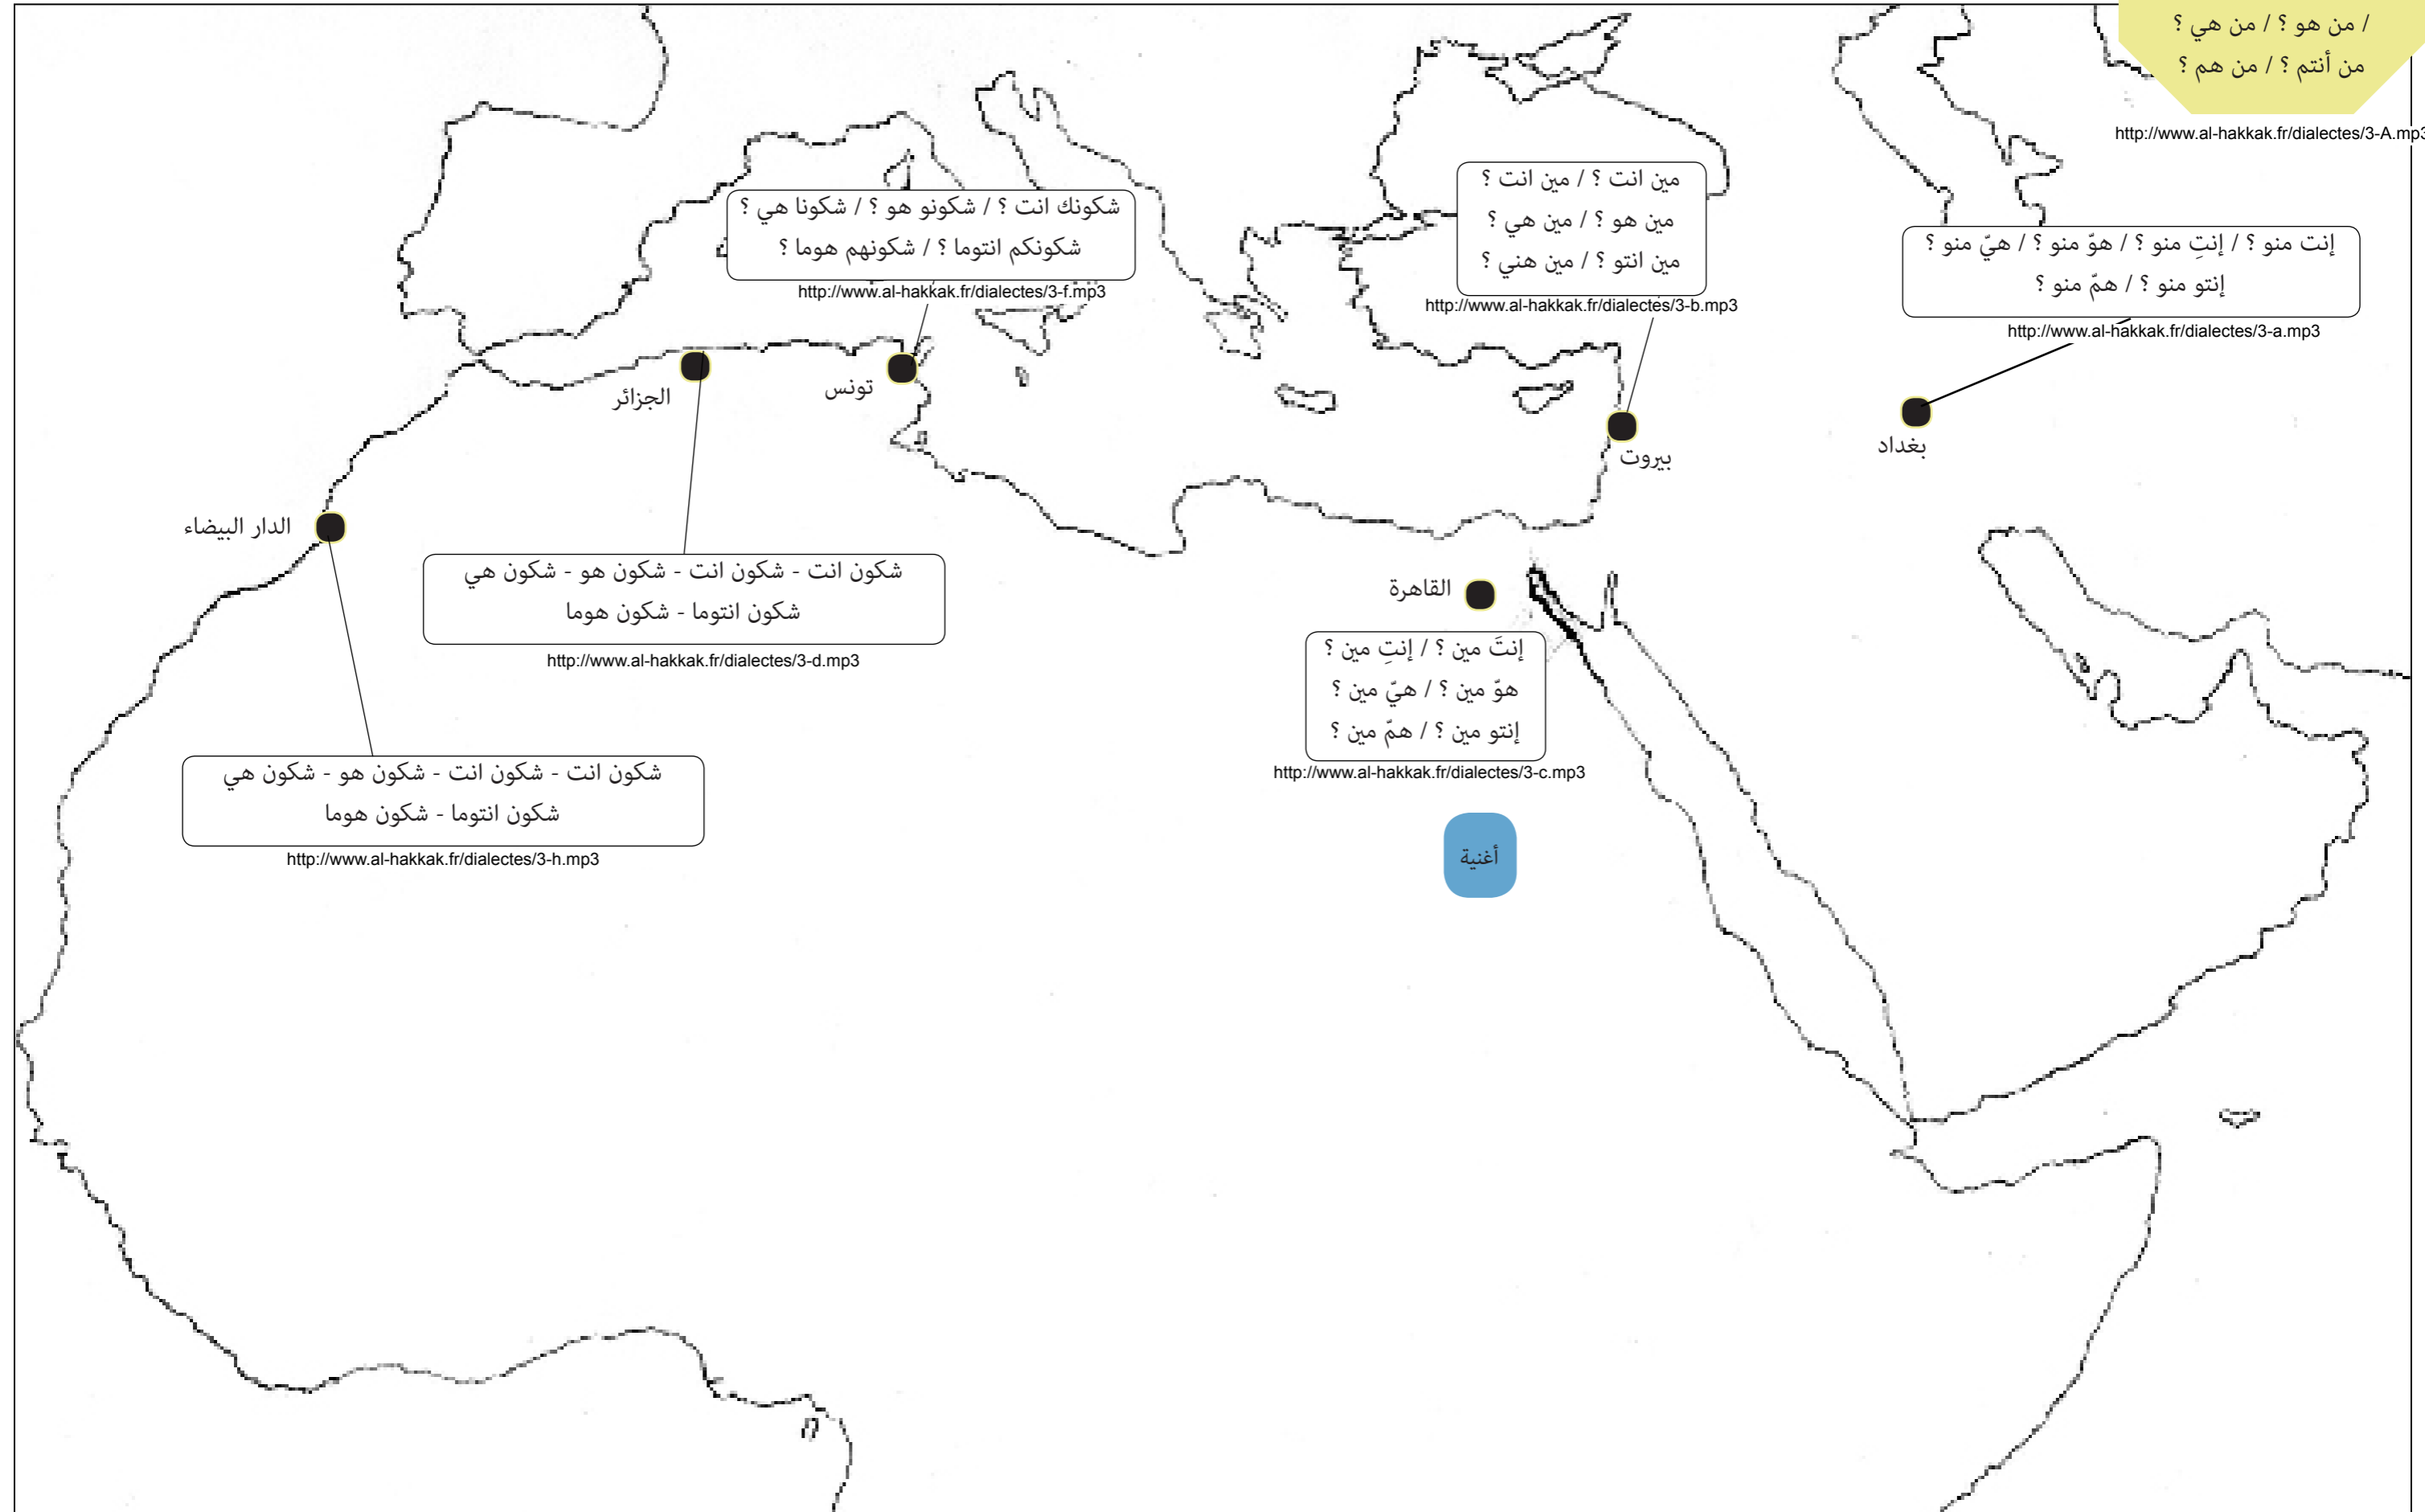 / من هو ؟ / من هي ؟
من أنتم ؟ / من هم ؟
http://www.al-hakkak.fr/dialectes/3-A.mp3
إنت منو ؟ / إنتِ منو ؟ / هوّ منو ؟ / هيّ منو ؟
إنتو منو ؟ / همّ منو ؟
http://www.al-hakkak.fr/dialectes/3-a.mp3
بغداد
مين انت ؟ / مين انت ؟
مين هو ؟ / مين هي ؟
مين انتو ؟ / مين هني ؟
http://www.al-hakkak.fr/dialectes/3-b.mp3
بيروت
شكونك انت ؟ / شكونو هو ؟ / شكونا هي ؟
شكونكم انتوما ؟ / شكونهم هوما ؟
http://www.al-hakkak.fr/dialectes/3-f.mp3
تونس
الجزائر
شكون انت - شكون انت - شكون هو - شكون هي
شكون انتوما - شكون هوما
http://www.al-hakkak.fr/dialectes/3-d.mp3
القاهرة
إنتَ مين ؟ / إنتِ مين ؟
هوّ مين ؟ / هيّ مين ؟
إنتو مين ؟ / همّ مين ؟
http://www.al-hakkak.fr/dialectes/3-c.mp3
أغنية
الدار البيضاء
شكون انت - شكون انت - شكون هو - شكون هي
شكون انتوما - شكون هوما
http://www.al-hakkak.fr/dialectes/3-h.mp3